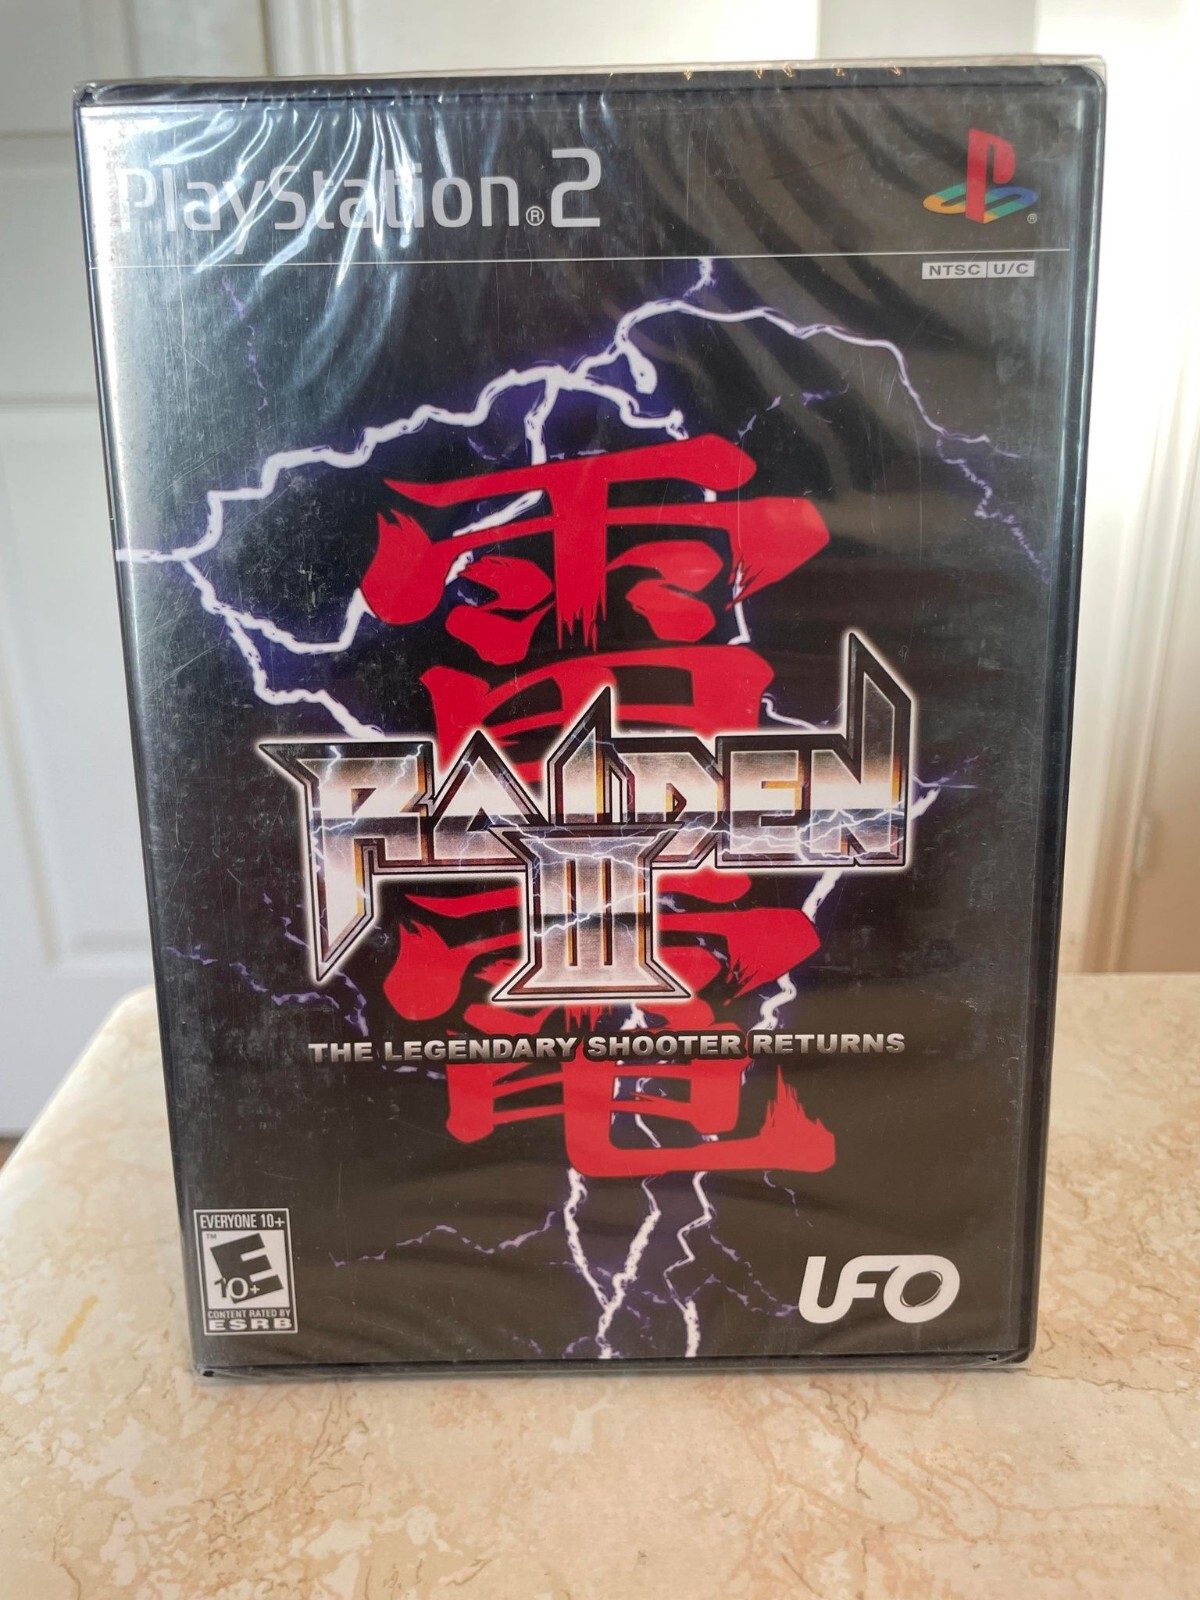 PlayStation®2
NTSC U/C
雷電
RAIDEN
III
THE LEGENDARY SHOOTER RETURNS
EVERYONE 10+
™
E
10+
CONTENT RATED BY
ESRB
UFO